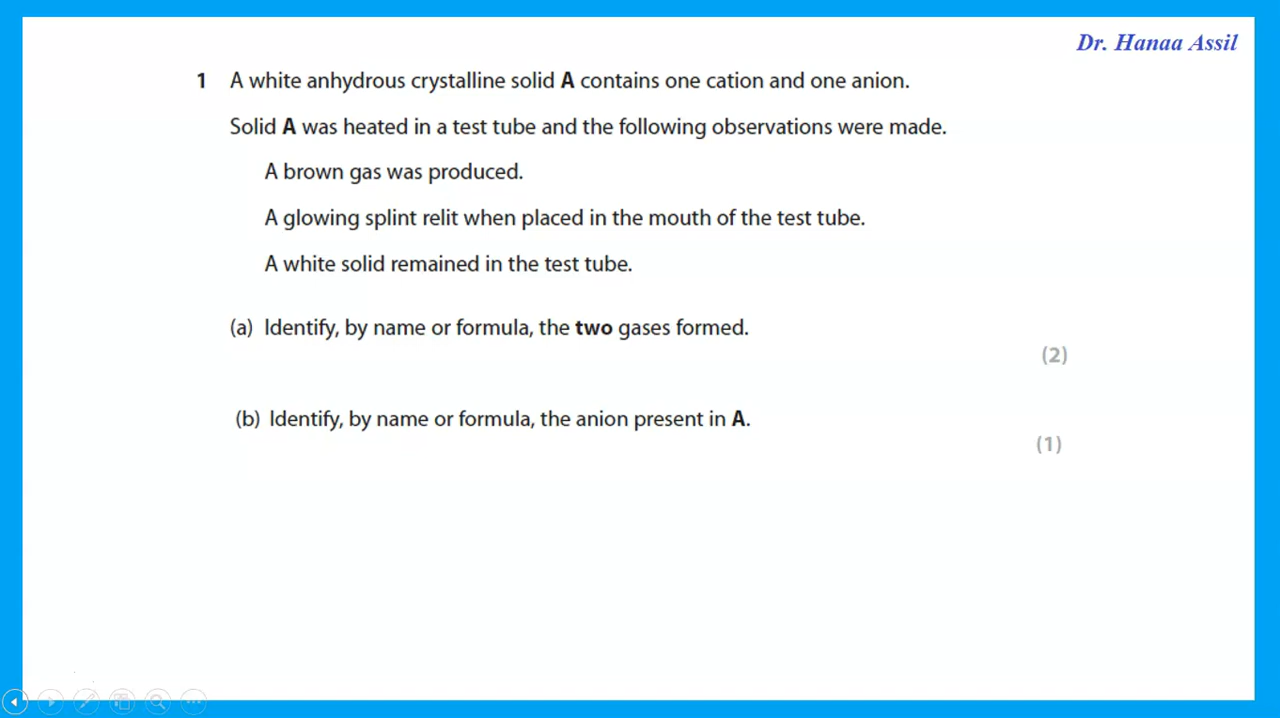 Dr. Hanaa Assil
1 A white anhydrous crystalline solid A contains one cation and one anion.
Solid A was heated in a test tube and the following observations were made.
A brown gas was produced.
A glowing splint relit when placed in the mouth of the test tube.
A white solid remained in the test tube.
(a) Identify, by name or formula, the two gases formed.
(2)
(b) Identify, by name or formula, the anion present in A.
(1)